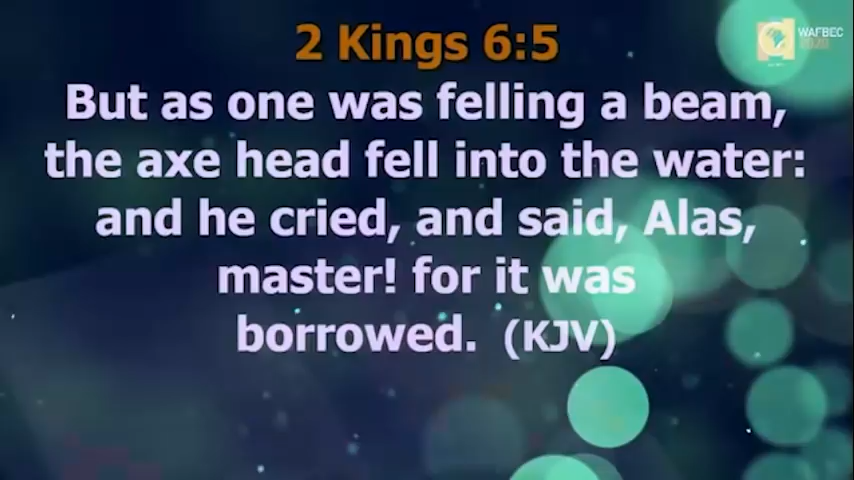 2 Kings 6:5
WAFBEC
2020
But as one was felling a beam,
the axe head fell into the water:
and he cried, and said, Alas,
master! for it was
borrowed. (KJV)